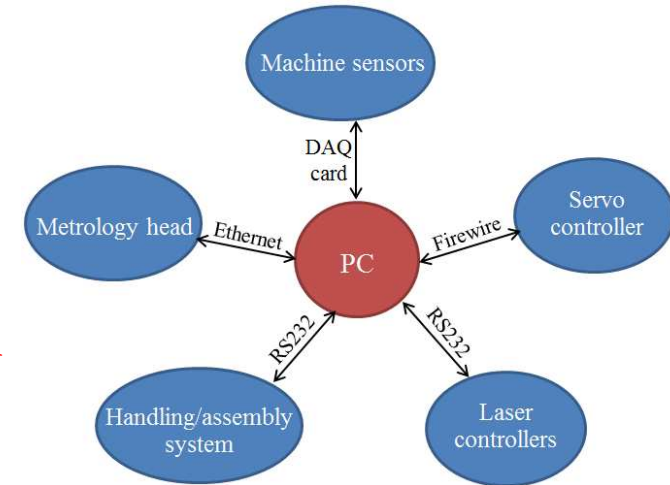 Machine sensors
DAQ
card
Metrology head
Ethernet
PC
Firewire
Servo
controller
RS232
RS232
Handling/assembly
system
Laser
controllers